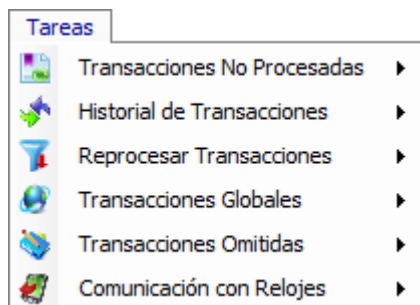 Tareas
Transacciones No Procesadas
Historial de Transacciones
Reprocesar Transacciones
Transacciones Globales
Transacciones Omitidas
Comunicación con Relojes